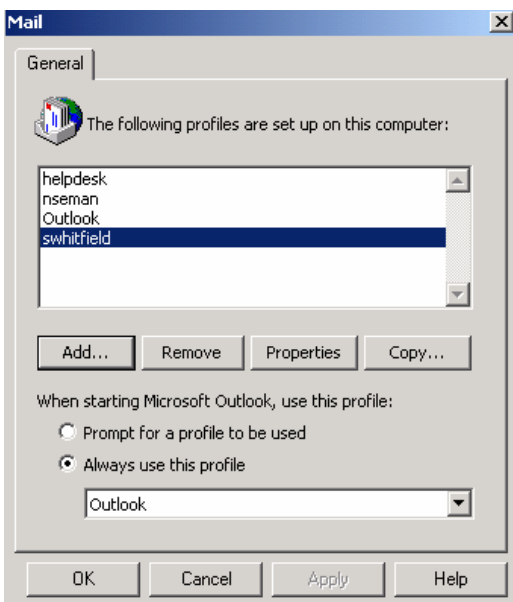 Mail
General
The following profiles are set up on this computer:
helpdesk
nseman
Outlook
swhitfield
Add... Remove Properties Copy...
When starting Microsoft Outlook, use this profile:
Prompt for a profile to be used
Always use this profile
Outlook
OK Cancel Apply Help